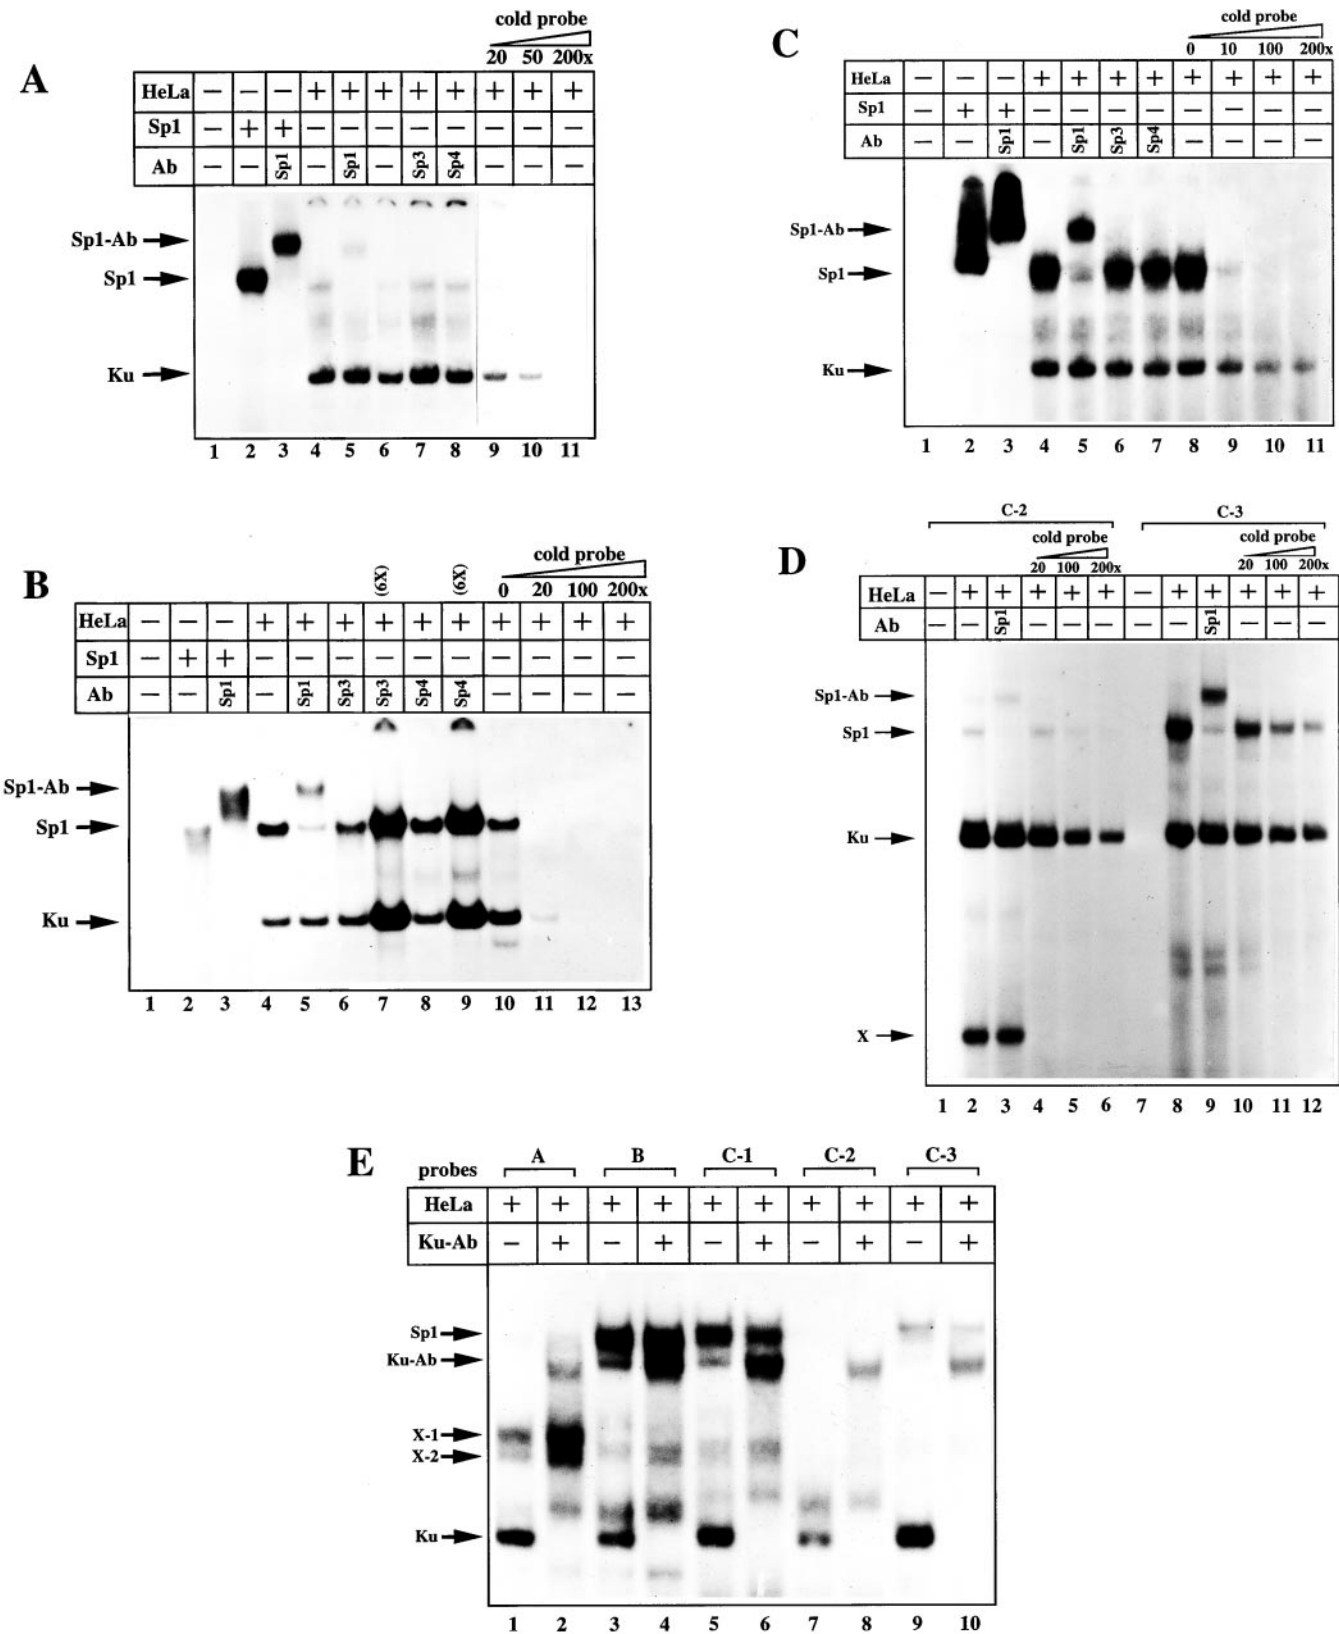 A
cold probe
20 50 200x
HeLa − − − + + + + + + + +
Sp1 − + + − − − − − − − −
Ab − − Sp1 − Sp1 − Sp3 Sp4 − − −
Sp1-Ab
Sp1
Ku
1 2 3 4 5 6 7 8 9 10 11
C
cold probe
0 10 100 200x
HeLa − − − + + + + + + + +
Sp1 − + + − − − − − − − −
Ab − − Sp1 − Sp1 Sp3 Sp4 − − − −
Sp1-Ab
Sp1
Ku
1 2 3 4 5 6 7 8 9 10 11
B
(6X) (6X)
cold probe
0 20 100 200x
HeLa − − − + + + + + + + + + +
Sp1 − + + − − − − − − − − − −
Ab − − Sp1 − Sp1 Sp3 Sp3 Sp4 Sp4 − − − −
Sp1-Ab
Sp1
Ku
1 2 3 4 5 6 7 8 9 10 11 12 13
D
C-2 C-3
cold probe cold probe
20 100 200x 20 100 200x
HeLa − + + + + + − + + + + +
Ab − − Sp1 − − − − − Sp1 − − −
Sp1-Ab
Sp1
Ku
X
1 2 3 4 5 6 7 8 9 10 11 12
E
probes A B C-1 C-2 C-3
HeLa + + + + + + + + + +
Ku-Ab − + − + − + − + − +
Sp1
Ku-Ab
X-1
X-2
Ku
1 2 3 4 5 6 7 8 9 10